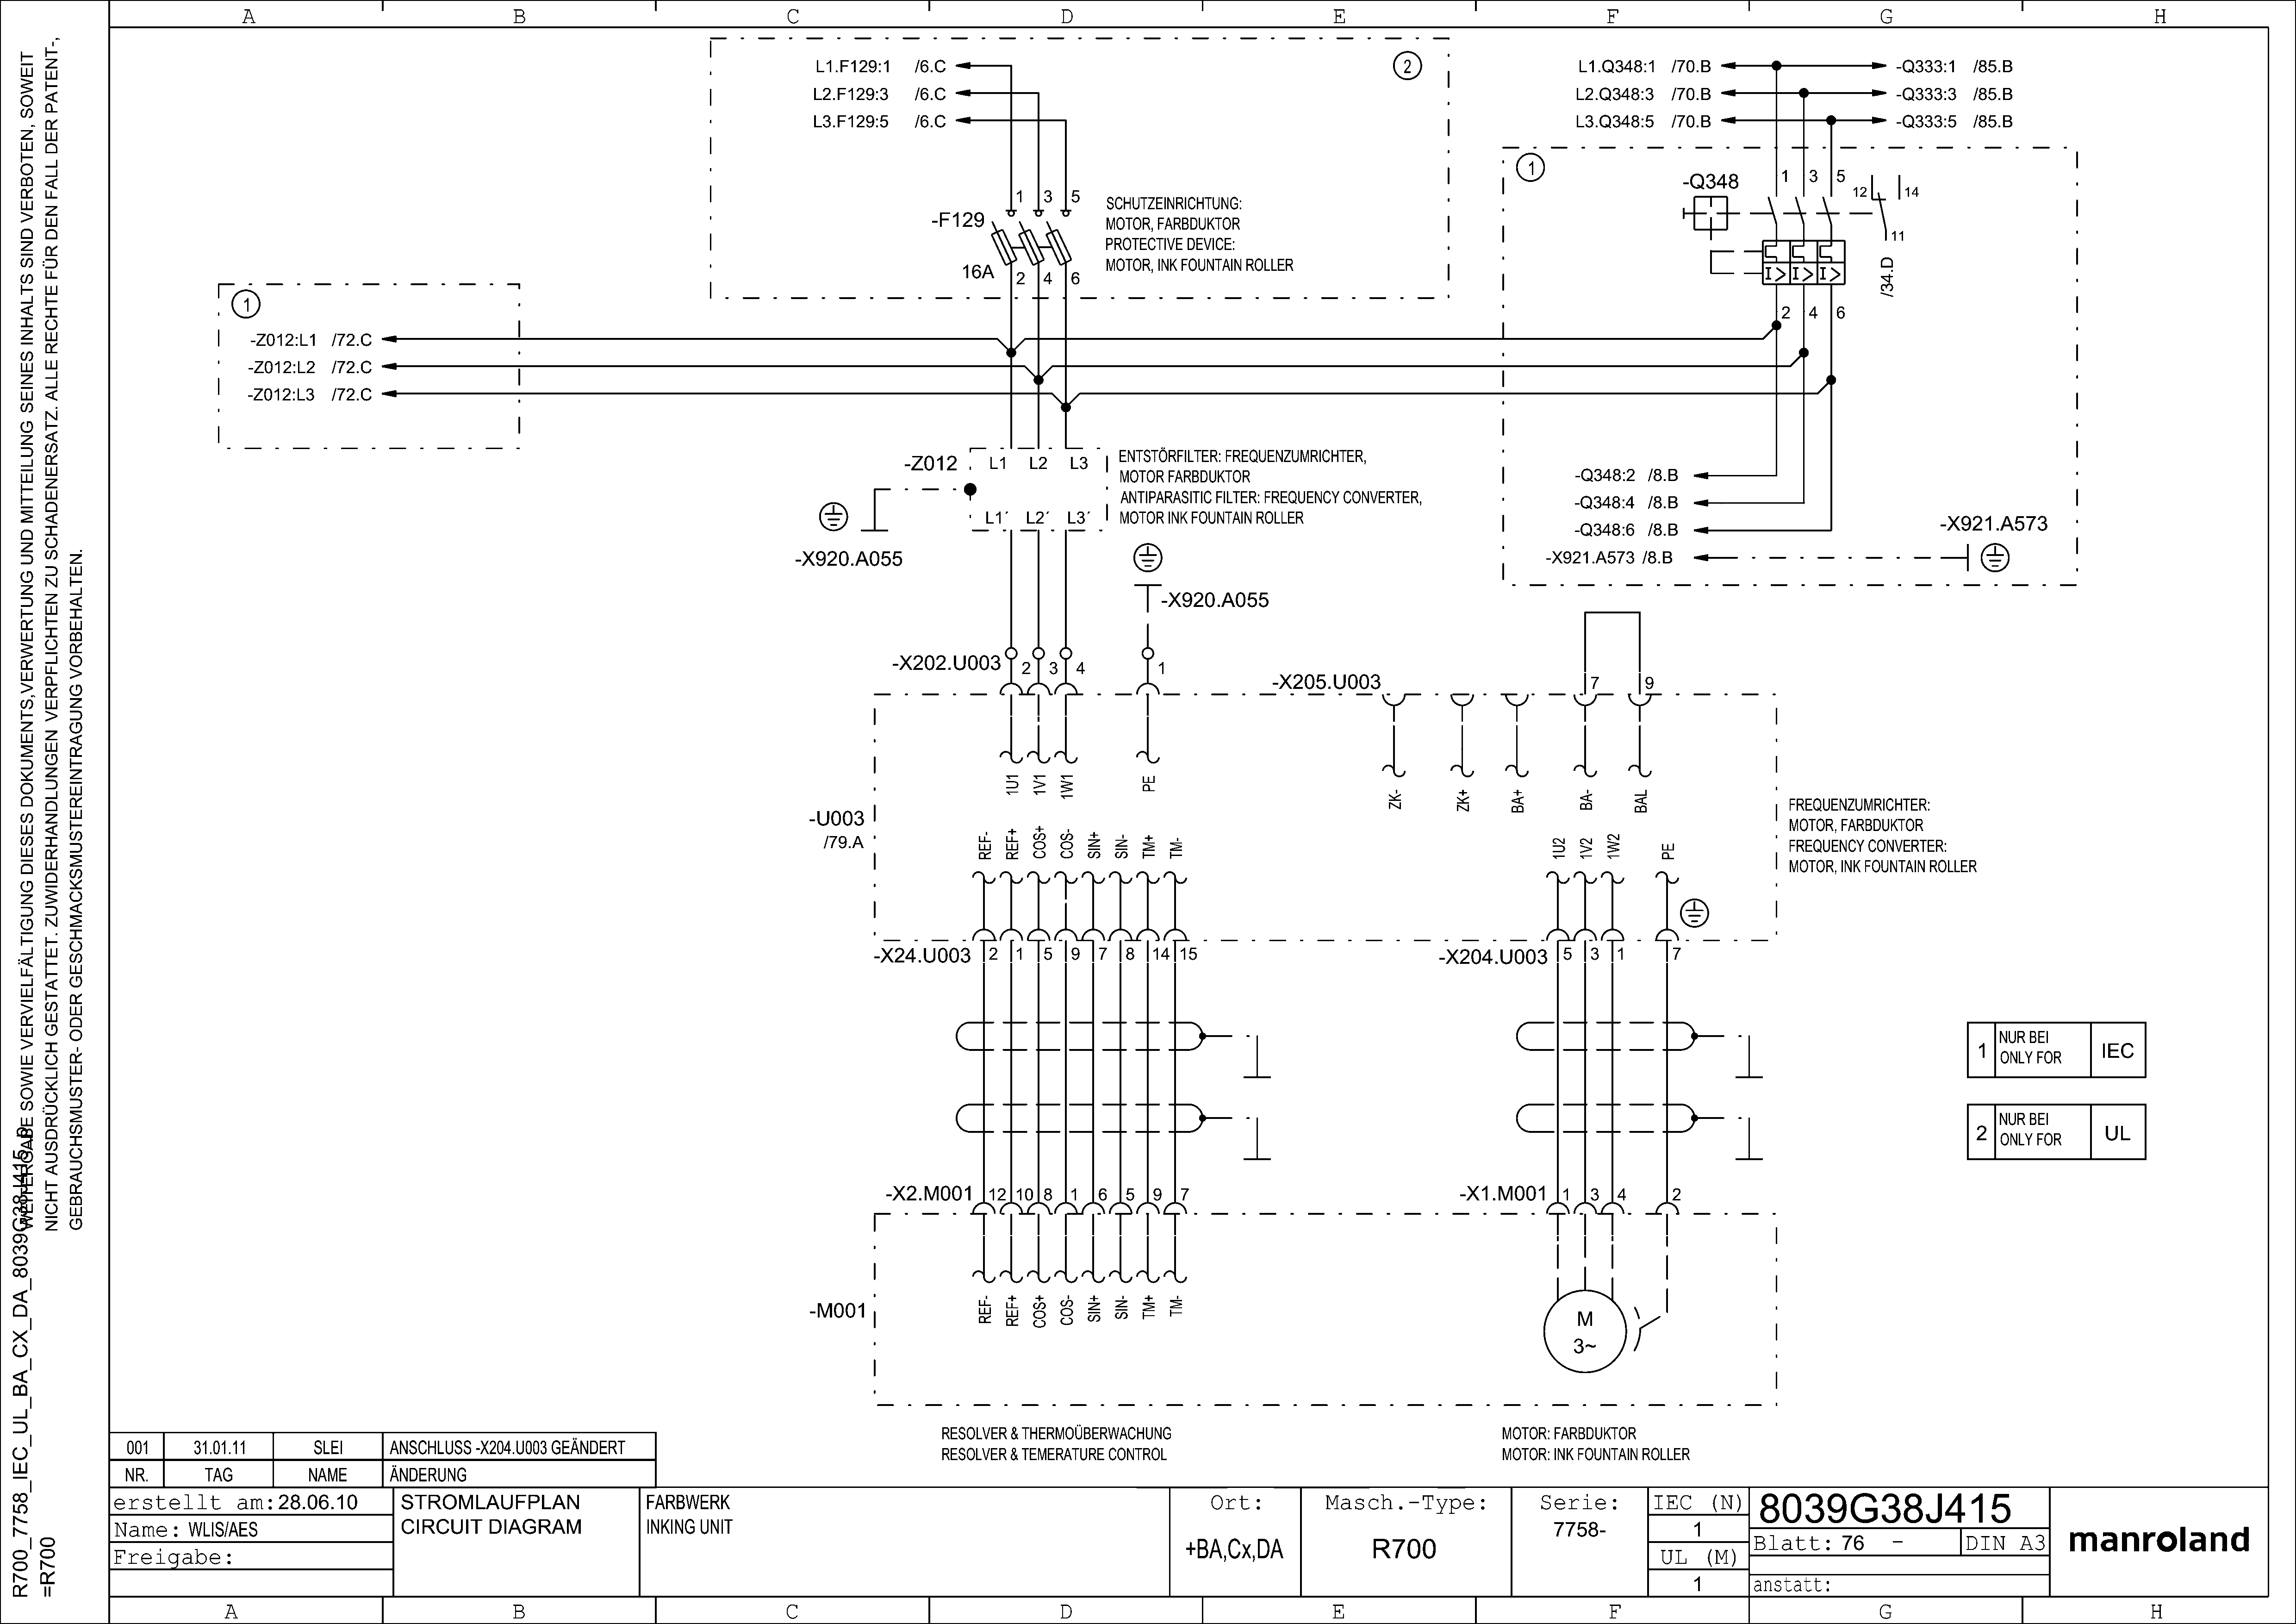 A B C D E F G H
WEITERGABE SOWIE VERVIELFÄLTIGUNG DIESES DOKUMENTS,VERWERTUNG UND MITTEILUNG SEINES INHALTS SIND VERBOTEN, SOWEIT
NICHT AUSDRÜCKLICH GESTATTET. ZUWIDERHANDLUNGEN VERPFLICHTEN ZU SCHADENERSATZ. ALLE RECHTE FÜR DEN FALL DER PATENT-,
GEBRAUCHSMUSTER- ODER GESCHMACKSMUSTEREINTRAGUNG VORBEHALTEN.
R700_7758_IEC_UL_BA_CX_DA_8039G38J415_D
=R700
L1.F129:1 /6.C
L2.F129:3 /6.C
L3.F129:5 /6.C
2
L1.Q348:1 /70.B
L2.Q348:3 /70.B
L3.Q348:5 /70.B
-Q333:1 /85.B
-Q333:3 /85.B
-Q333:5 /85.B
1
-Q348
1 3 5
12 14
11
/34.D
I> I> I>
2 4 6
1 3 5
-F129
16A
2 4 6
SCHUTZEINRICHTUNG:
MOTOR, FARBDUKTOR
PROTECTIVE DEVICE:
MOTOR, INK FOUNTAIN ROLLER
1
-Z012:L1 /72.C
-Z012:L2 /72.C
-Z012:L3 /72.C
-Z012
L1 L2 L3
L1´ L2´ L3´
ENTSTÖRFILTER: FREQUENZUMRICHTER,
MOTOR FARBDUKTOR
ANTIPARASITIC FILTER: FREQUENCY CONVERTER,
MOTOR INK FOUNTAIN ROLLER
-X920.A055
-X920.A055
-Q348:2 /8.B
-Q348:4 /8.B
-Q348:6 /8.B
-X921.A573 /8.B
-X921.A573
-X202.U003
2 3 4 1
-X205.U003
7 9
1U1 1V1 1W1 PE
ZK- ZK+ BA+ BA- BAL
-U003
/79.A
REF- REF+ COS+ COS- SIN+ SIN- TM+ TM-
1U2 1V2 1W2 PE
FREQUENZUMRICHTER:
MOTOR, FARBDUKTOR
FREQUENCY CONVERTER:
MOTOR, INK FOUNTAIN ROLLER
-X24.U003 2 1 5 9 7 8 14 15
-X204.U003 5 3 1 7
1 NUR BEI
ONLY FOR IEC
2 NUR BEI
ONLY FOR UL
-X2.M001 12 10 8 1 6 5 9 7
-X1.M001 1 3 4 2
-M001
REF- REF+ COS+ COS- SIN+ SIN- TM+ TM-
M
3~
RESOLVER & THERMOÜBERWACHUNG
RESOLVER & TEMERATURE CONTROL
MOTOR: FARBDUKTOR
MOTOR: INK FOUNTAIN ROLLER
001 31.01.11 SLEI ANSCHLUSS -X204.U003 GEÄNDERT
NR. TAG NAME ÄNDERUNG
erstellt am: 28.06.10
Name: WLIS/AES
Freigabe:
STROMLAUFPLAN
CIRCUIT DIAGRAM
FARBWERK
INKING UNIT
Ort:
+BA,Cx,DA
Masch.-Type:
R700
Serie:
7758-
IEC (N)
1
UL (M)
1
8039G38J415
Blatt: 76 -
DIN A3
anstatt:
manroland
A B C D E F G H